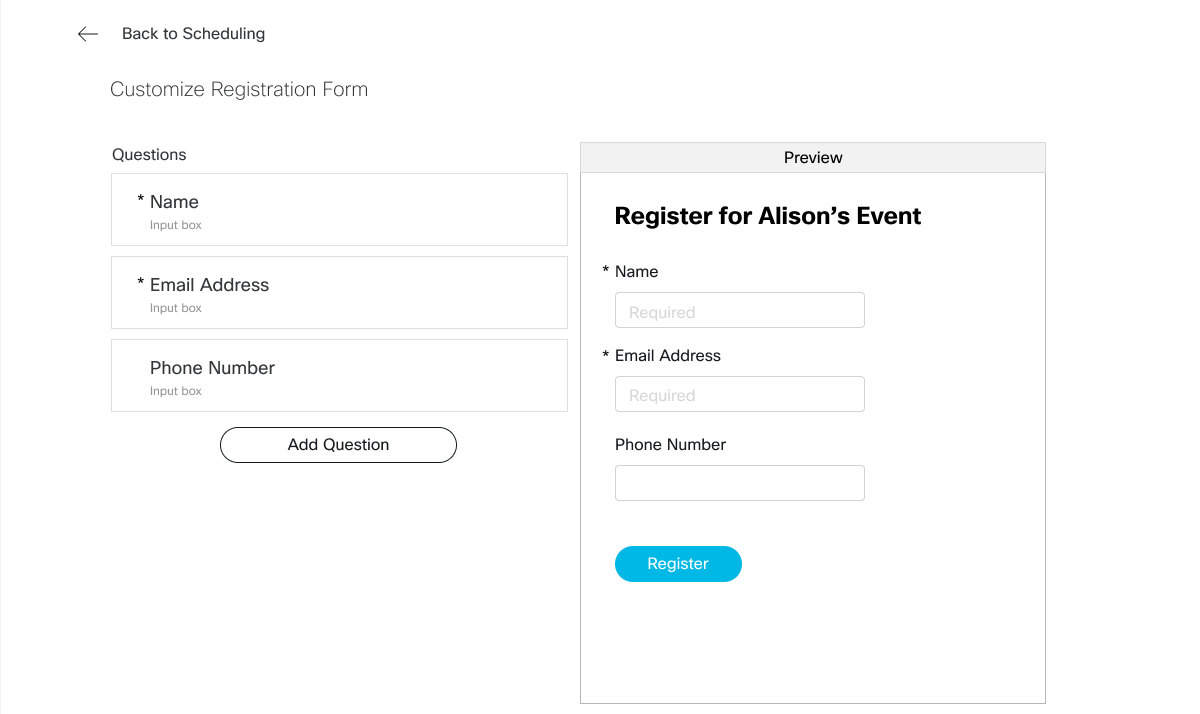 Back to Scheduling
Customize Registration Form
Questions
* Name
Input box
* Email Address
Input box
Phone Number
Input box
Add Question
Preview
Register for Alison’s Event
* Name
Required
* Email Address
Required
Phone Number
Register